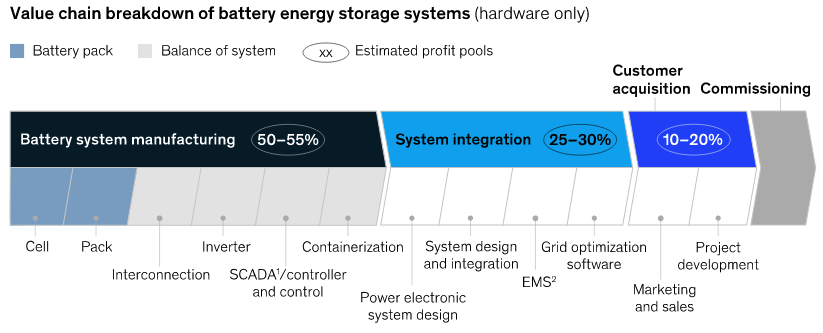 Value chain breakdown of battery energy storage systems (hardware only)
Battery pack
Balance of system
xx
Estimated profit pools
Customer
acquisition
Commissioning
Battery system manufacturing
50–55%
System integration
25–30%
10–20%
Cell
Pack
Interconnection
Inverter
SCADA¹/controller
and control
Containerization
Power electronic
system design
System design
and integration
EMS²
Grid optimization
software
Marketing
and sales
Project
development